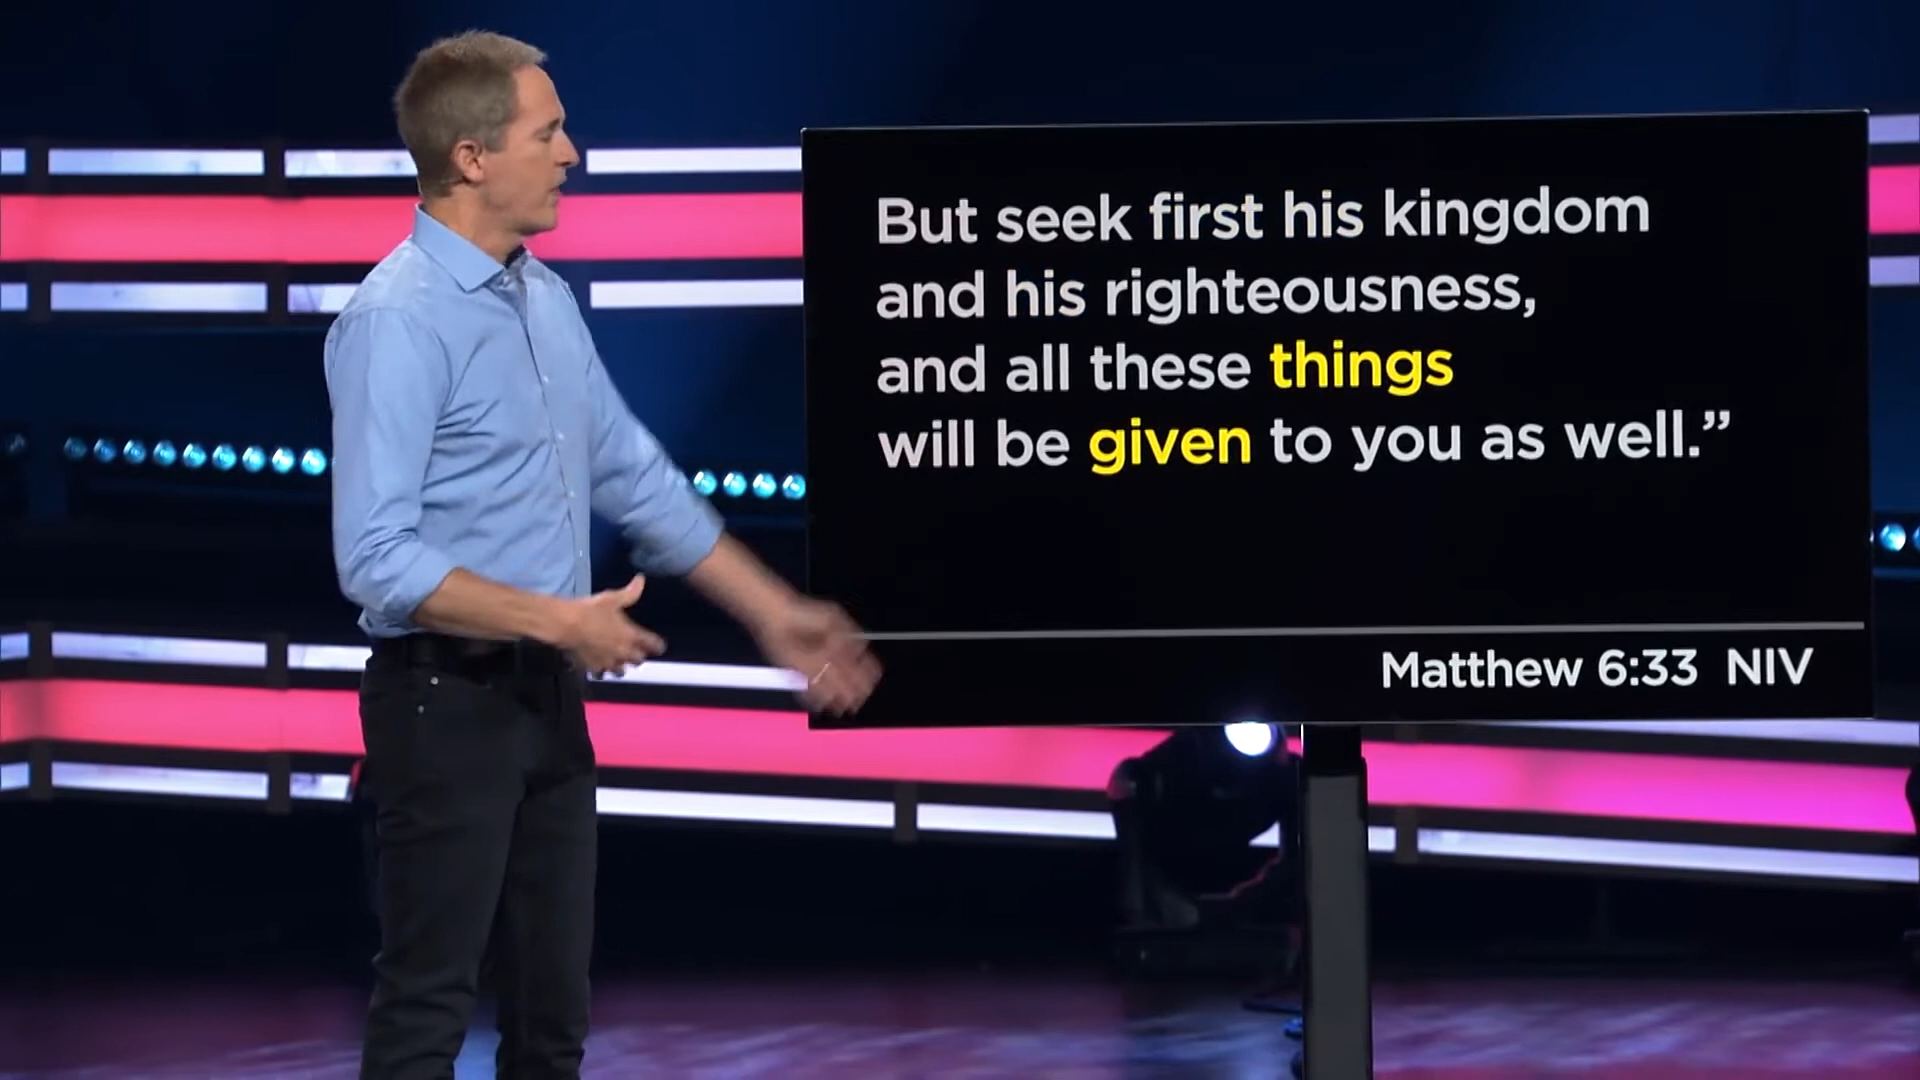 But seek first his kingdom
and his righteousness,
and all these things
will be given to you as well.”
Matthew 6:33 NIV